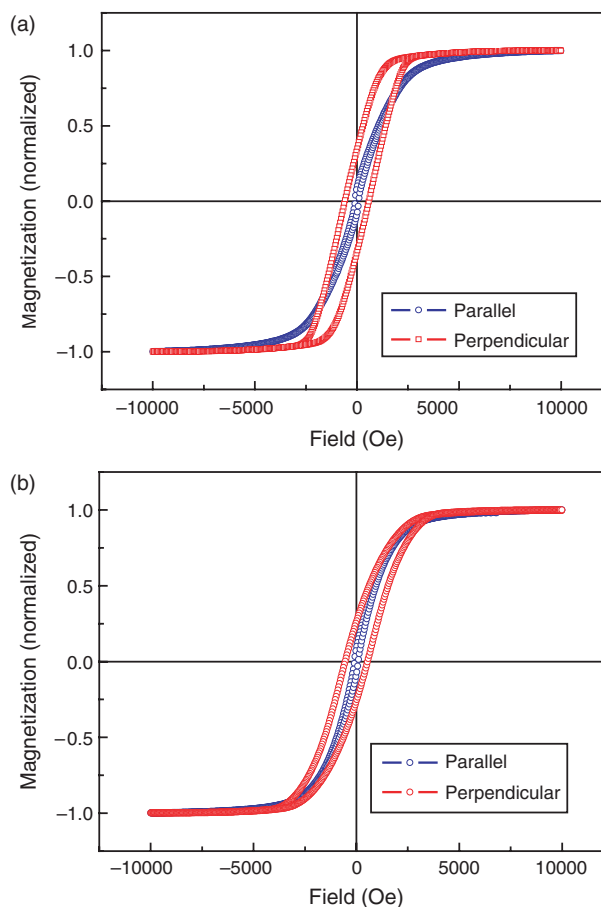 (a)
Magnetization (normalized)
1.0
0.5
0.0
−0.5
−1.0
Parallel
Perpendicular
−10000 −5000 0 5000 10000
Field (Oe)
(b)
Magnetization (normalized)
1.0
0.5
0.0
−0.5
−1.0
Parallel
Perpendicular
−10000 −5000 0 5000 10000
Field (Oe)